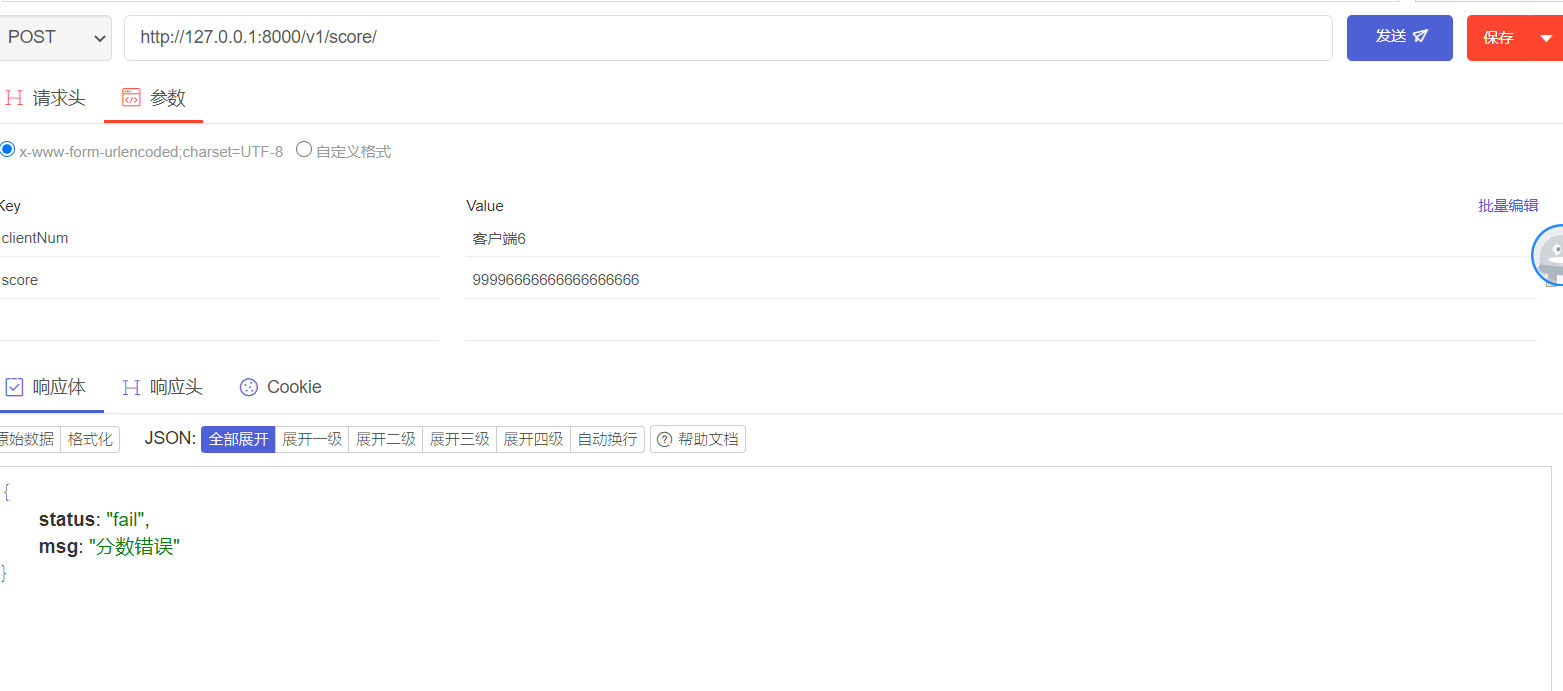 POST http://127.0.0.1:8000/v1/score/ 发送 保存
请求头 参数
x-www-form-urlencoded;charset=UTF-8 自定义格式
Key Value 批量编辑
clientNum 客户端6
score 99996666666666666666
响应体 响应头 Cookie
原始数据 格式化 JSON: 全部展开 展开一级 展开二级 展开三级 展开四级 自动换行 帮助文档
{
status: "fail",
msg: "分数错误"
}